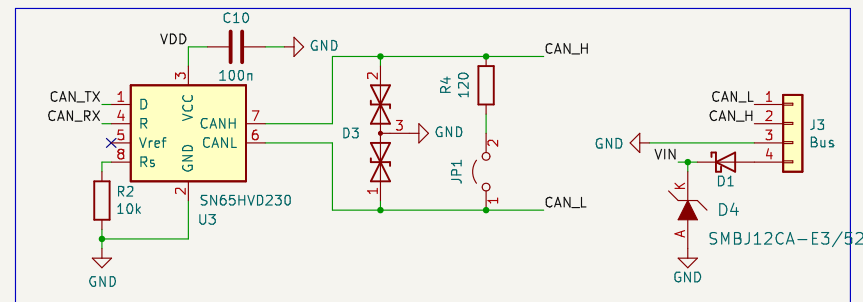 C10
VDD
GND
100n
CAN_H
CAN_TX
CAN_RX
1
4
5
8
3
VCC
D
R
Vref
Rs
GND
CANH
CANL
7
6
2
SN65HVD230
U3
R2
10k
GND
2
D3
3
GND
1
R4
120
JP1
2
1
CAN_L
CAN_L
CAN_H
GND
VIN
1
2
3
4
J3
Bus
D1
K
D4
A
SMBJ12CA-E3/52
GND